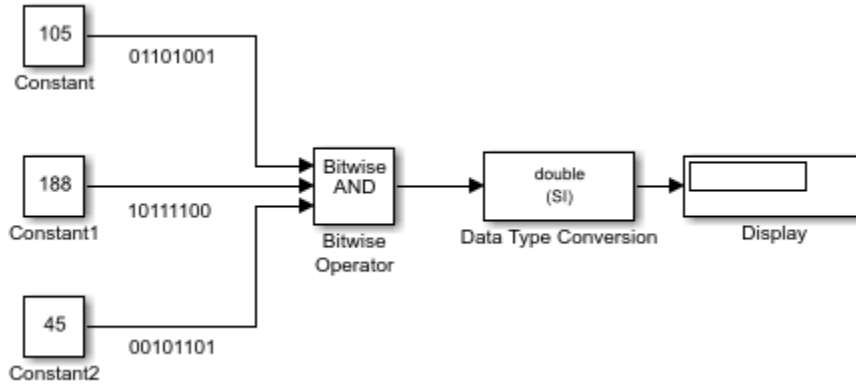 105
01101001
Constant
188
10111100
Constant1
45
00101101
Constant2
Bitwise
AND
Bitwise
Operator
double
(SI)
Data Type Conversion
Display